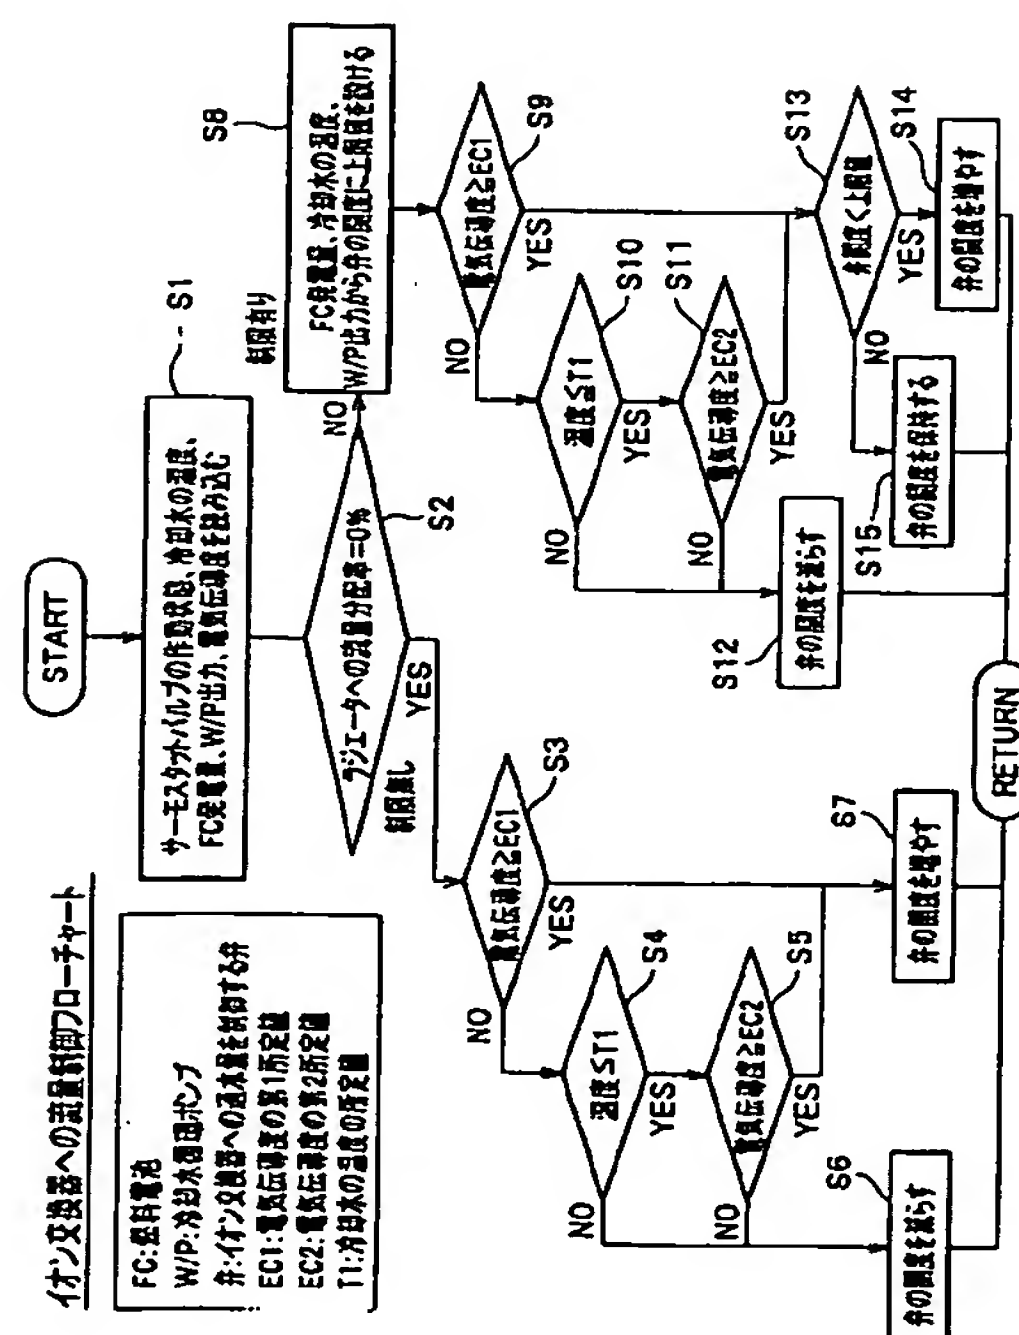 イオン交換器への流量制御フローチャート
FC:燃料電池
W/P:冷却水循環ポンプ
弁:イオン交換器への通水量を制御する弁
EC1:電気伝導度の第1所定値
EC2:電気伝導度の第2所定値
T1:冷却水の温度の所定値
START
サーモスタットバルブの作動状態、冷却水の温度、
FC発電量、W/P出力、電気伝導度を読み込む
S1
ラジエータへの流量分配率=0%
S2
YES
制限無し
NO
制限有り
電気伝導度≧EC1
S3
NO
YES
温度≦T1
S4
NO
YES
電気伝導度≧EC2
S5
NO
YES
S6
弁の開度を減らす
S7
弁の開度を増やす
S8
FC発電量、冷却水の温度、
W/P出力から弁の開度に上限値を設ける
電気伝導度≧EC1
S9
NO
YES
温度≦T1
S10
NO
YES
電気伝導度≧EC2
S11
NO
YES
S12
弁の開度を減らす
弁開度<上限値
S13
NO
YES
S14
弁の開度を増やす
S15
弁の開度を保持する
RETURN